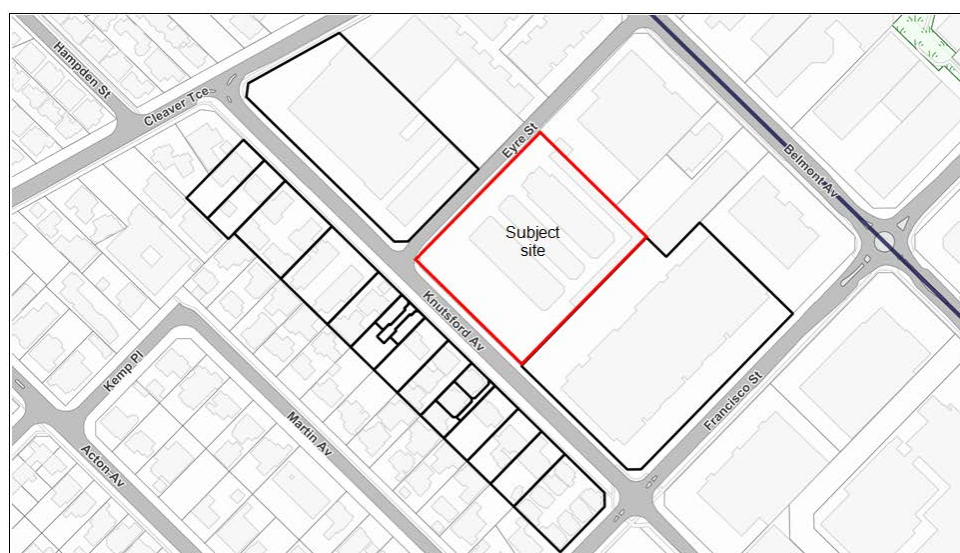 Hampden St
Cleaver Tce
Eyre St
Belmont Av
Subject
site
Knutsford Av
Kemp Pl
Martin Av
Francisco St
Acton Av